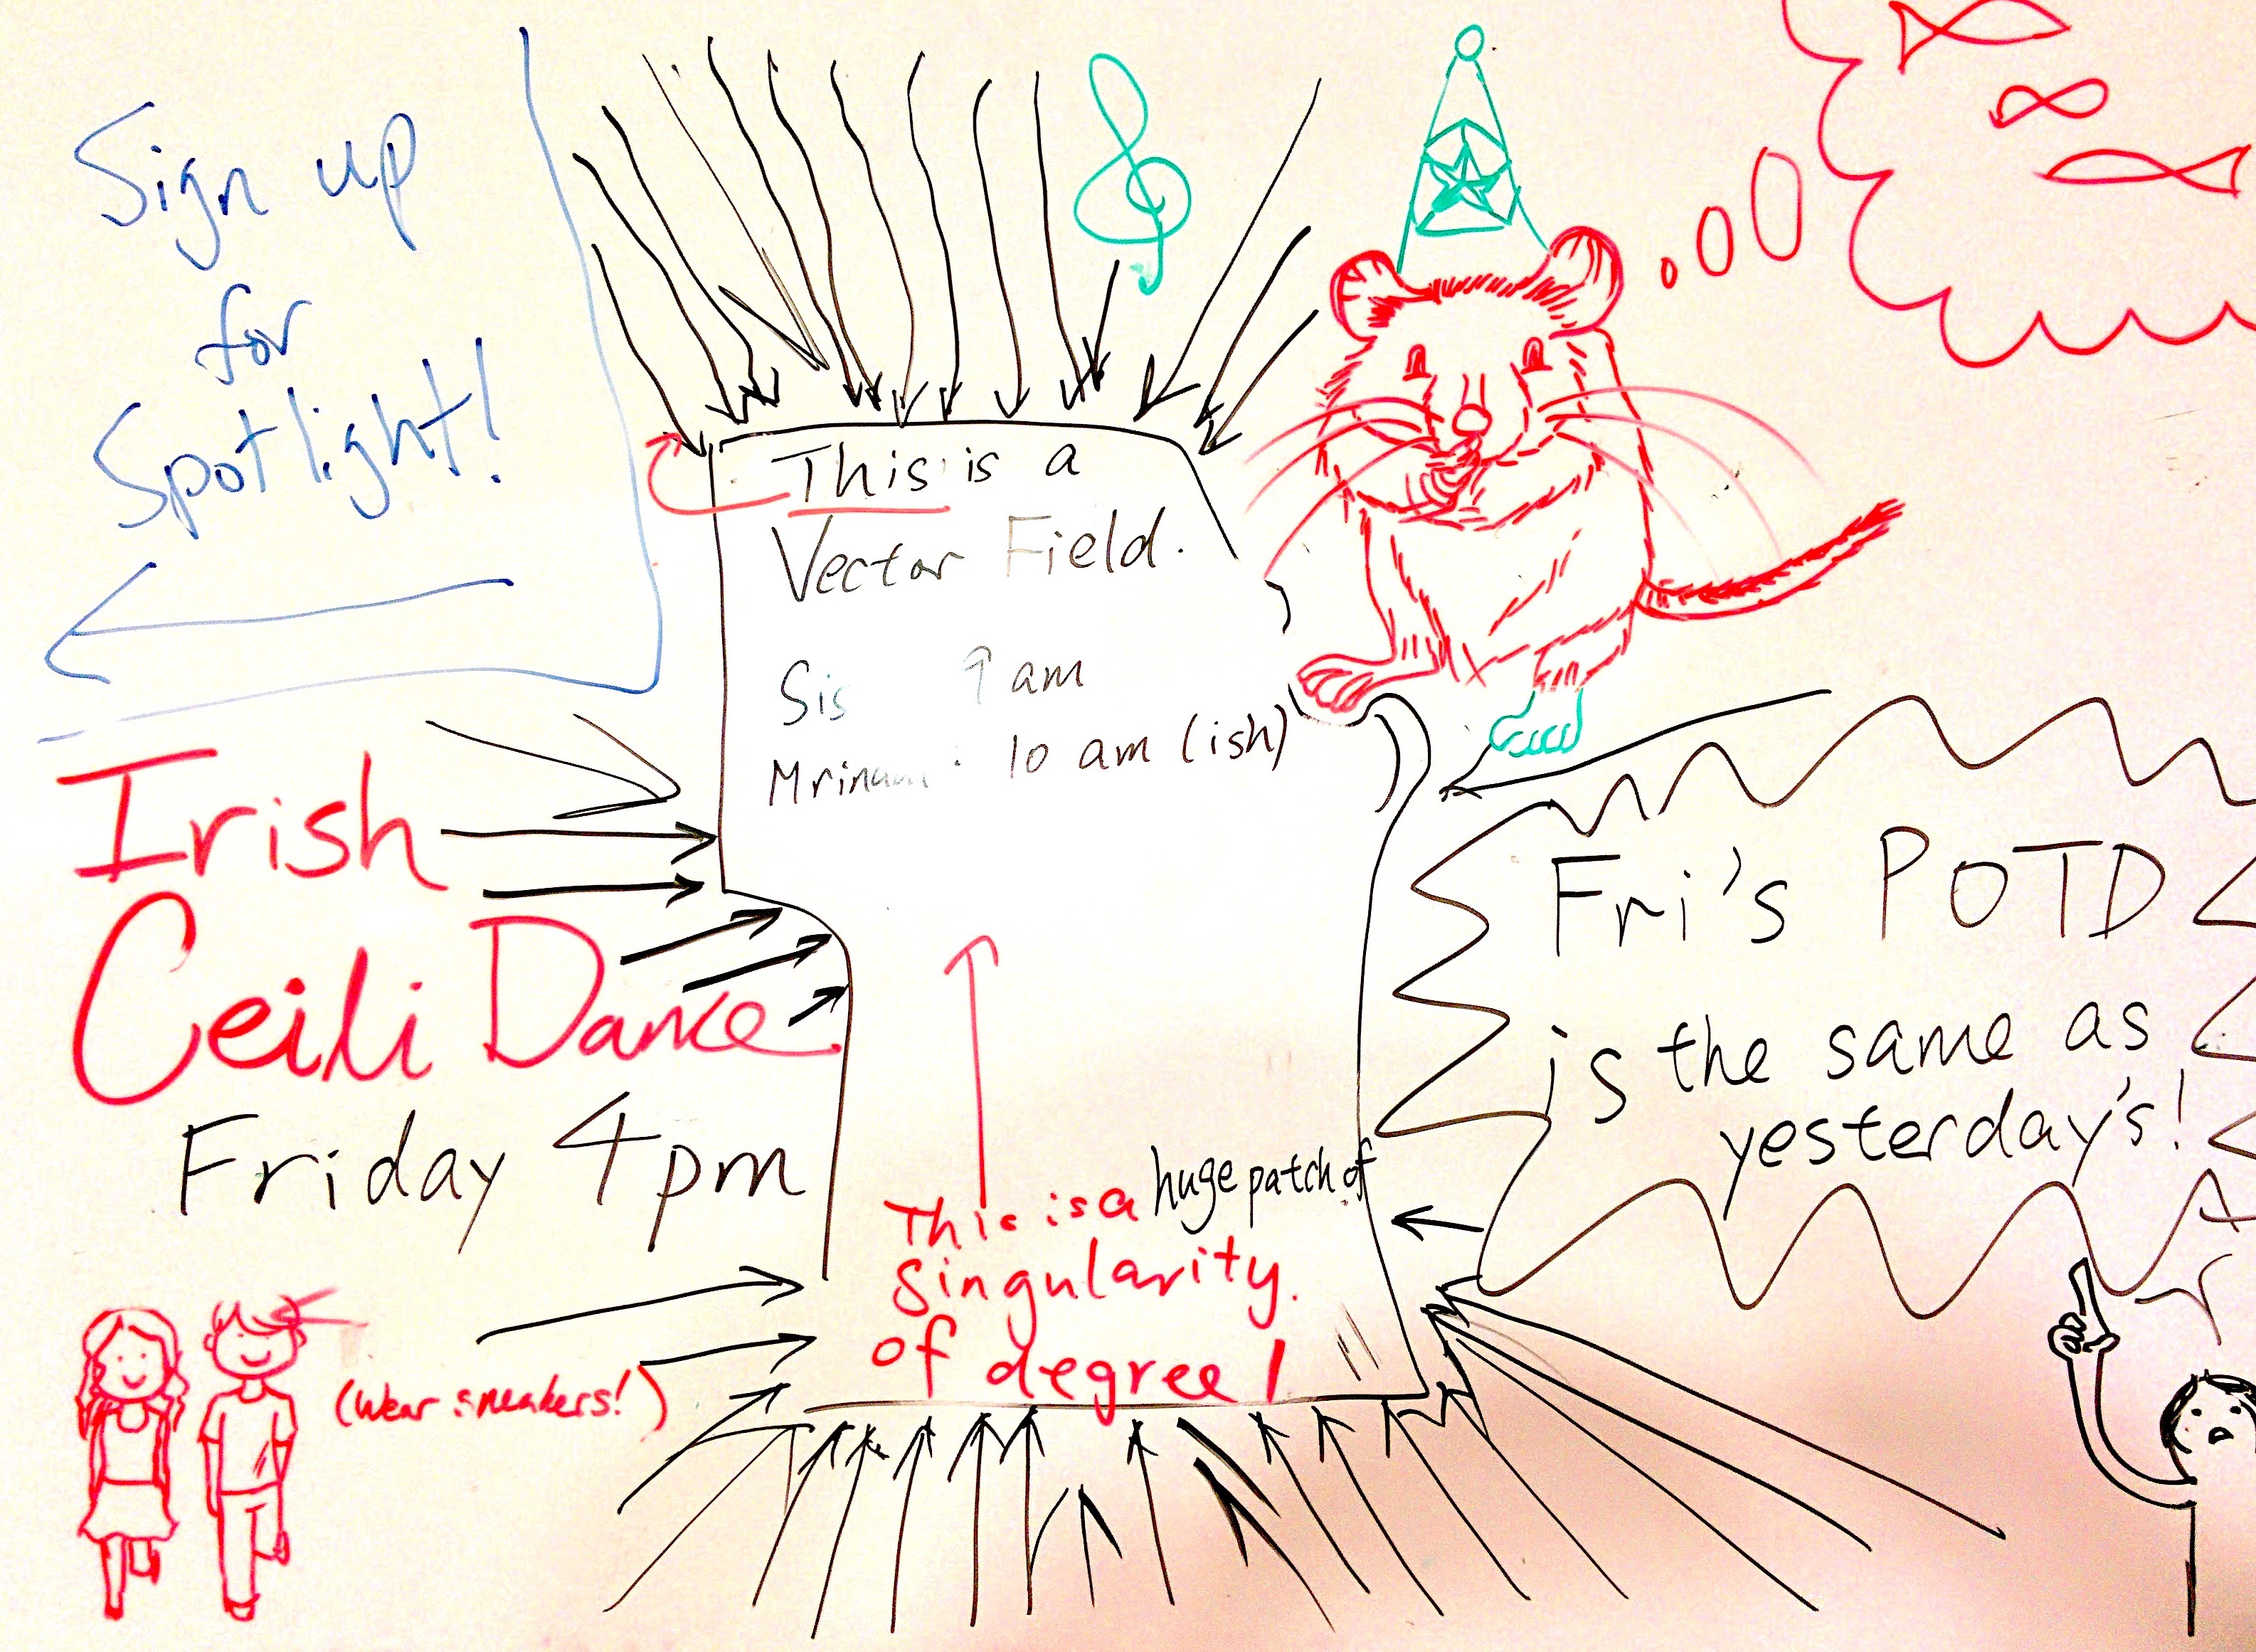 Sign up
for
Spotlight!
This is a
Vector Field.
Sis 9 am
10 am (ish)
Irish
Ceili Dance
Friday 4pm
(Wear sneakers!)
This is a huge patch of
singularity.
of degree 1
Fri's POTD
is the same as
yesterday's!